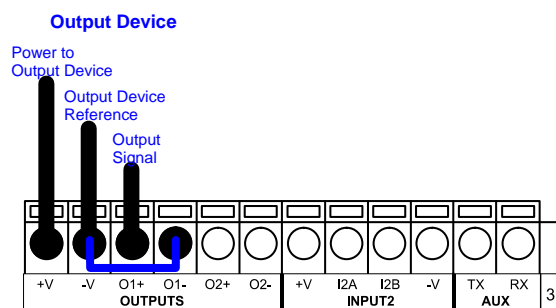 Output Device
Power to
Output Device
Output Device
Reference
Output
Signal
+V -V O1+ O1- O2+ O2- +V I2A I2B -V TX RX
OUTPUTS INPUT2 AUX 3